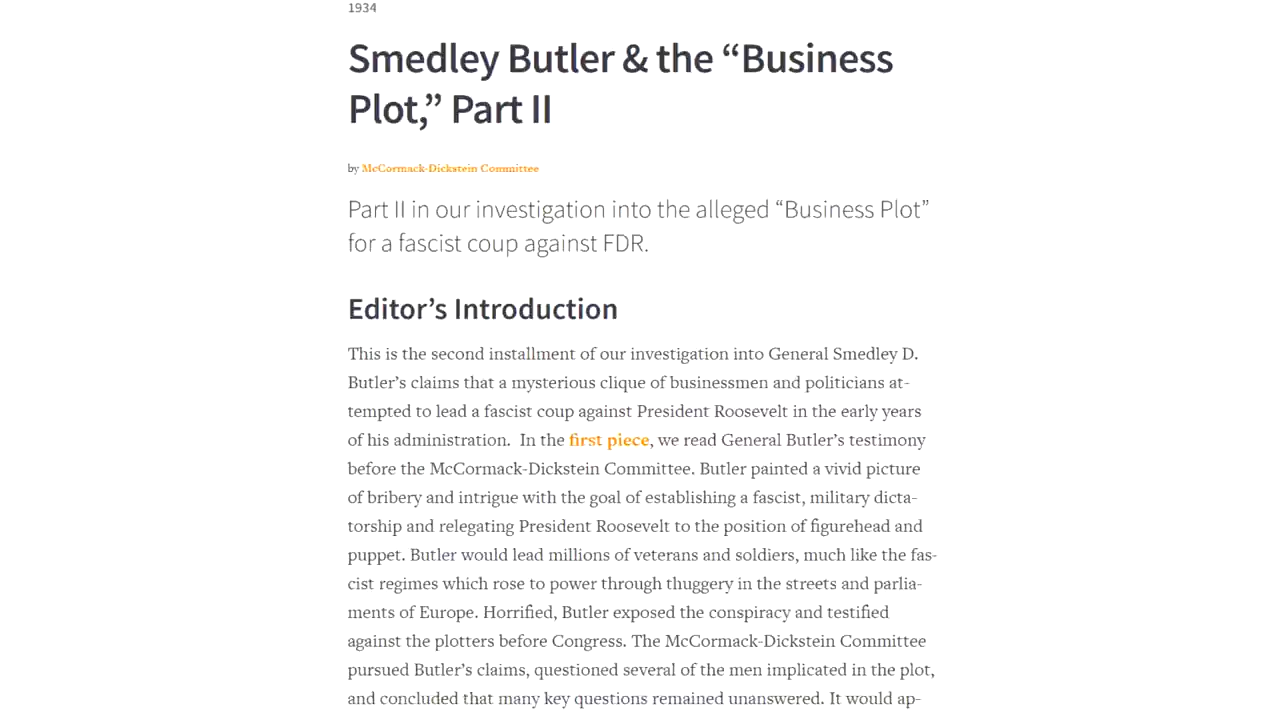 1934
Smedley Butler & the “Business
Plot,” Part II
by McCormack-Dickstein Committee
Part II in our investigation into the alleged “Business Plot”
for a fascist coup against FDR.
Editor’s Introduction
This is the second installment of our investigation into General Smedley D.
Butler’s claims that a mysterious clique of businessmen and politicians at-
tempted to lead a fascist coup against President Roosevelt in the early years
of his administration.  In the first piece, we read General Butler’s testimony
before the McCormack-Dickstein Committee. Butler painted a vivid picture
of bribery and intrigue with the goal of establishing a fascist, military dicta-
torship and relegating President Roosevelt to the position of figurehead and
puppet. Butler would lead millions of veterans and soldiers, much like the fas-
cist regimes which rose to power through thuggery in the streets and parlia-
ments of Europe. Horrified, Butler exposed the conspiracy and testified
against the plotters before Congress. The McCormack-Dickstein Committee
pursued Butler’s claims, questioned several of the men implicated in the plot,
and concluded that many key questions remained unanswered. It would ap-